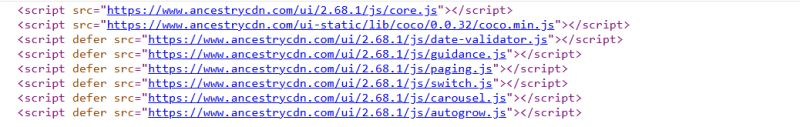 <script src="https://www.ancestrycdn.com/ui/2.68.1/js/core.js"></script>
<script src="https://www.ancestrycdn.com/ui-static/lib/coco/0.0.32/coco.min.js"></script>
<script defer src="https://www.ancestrycdn.com/ui/2.68.1/js/date-validator.js"></script>
<script defer src="https://www.ancestrycdn.com/ui/2.68.1/js/guidance.js"></script>
<script defer src="https://www.ancestrycdn.com/ui/2.68.1/js/paging.js"></script>
<script defer src="https://www.ancestrycdn.com/ui/2.68.1/js/switch.js"></script>
<script defer src="https://www.ancestrycdn.com/ui/2.68.1/js/carousel.js"></script>
<script defer src="https://www.ancestrycdn.com/ui/2.68.1/js/autogrow.js"></script>